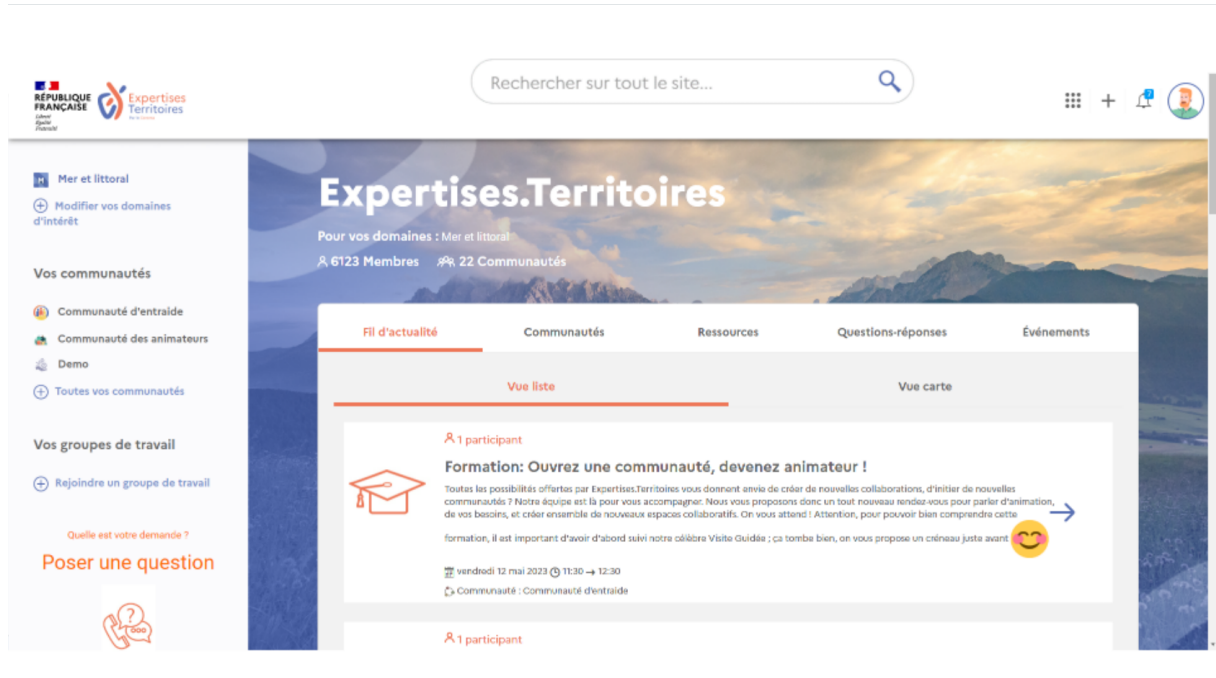 Rechercher sur tout le site...
RÉPUBLIQUE
FRANÇAISE
Liberté
Égalité
Fraternité
Expertises
Territoires
7
Mer et littoral
Modifier vos domaines
d'intérêt
Vos communautés
Communauté d'entraide
Communauté des animateurs
Demo
Toutes vos communautés
Vos groupes de travail
Rejoindre un groupe de travail
Quelle est votre demande ?
Poser une question
Expertises.Territoires
Pour vos domaines : Mer et littoral
6123 Membres 22 Communautés
Fil d'actualité Communautés Ressources Questions-réponses Événements
Vue liste Vue carte
1 participant
Formation: Ouvrez une communauté, devenez animateur !
Toutes les possibilités offertes par Expertises.Territoires vous donnent envie de créer de nouvelles collaborations, d'initier de nouvelles
communautés ? Notre équipe est là pour vous accompagner. Nous vous proposons donc un tout nouveau rendez-vous pour parler d'animation,
de vos besoins, et créer ensemble de nouveaux espaces collaboratifs. On vous attend ! Attention, pour pouvoir bien comprendre cette
formation, il est important d'avoir d'abord suivi notre célèbre Visite Guidée ; ça tombe bien, on vous propose un créneau juste avant
vendredi 12 mai 2023 11:30 → 12:30
Communauté : Communauté d'entraide
1 participant